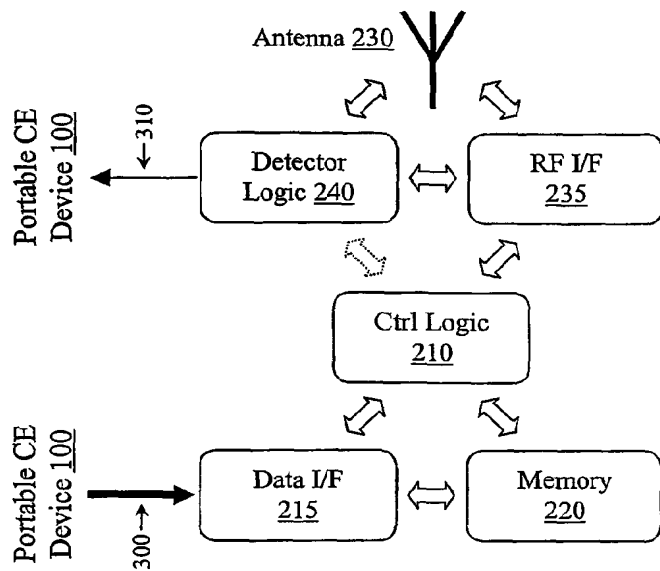 Antenna 230
Portable CE
Device 100
310
Detector
Logic 240
RF I/F
235
Ctrl Logic
210
Portable CE
Device 100
300
Data I/F
215
Memory
220